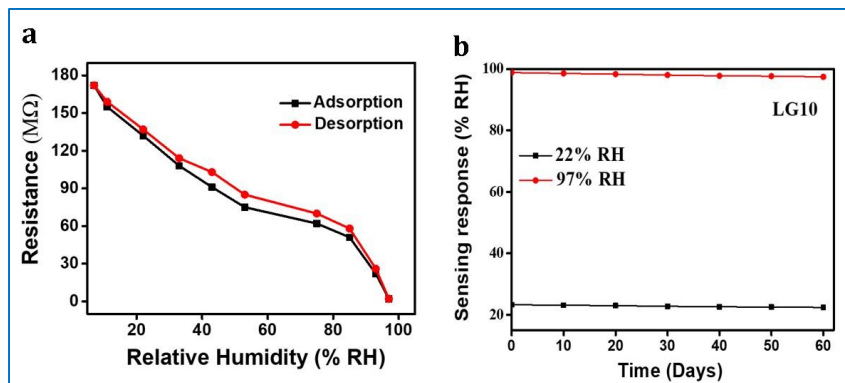 a
180
150
120
90
60
30
0
Resistance (MΩ)
Adsorption
Desorption
20 40 60 80 100
Relative Humidity (% RH)
b
100
80
60
40
20
Sensing response (% RH)
LG10
22% RH
97% RH
0 10 20 30 40 50 60
Time (Days)